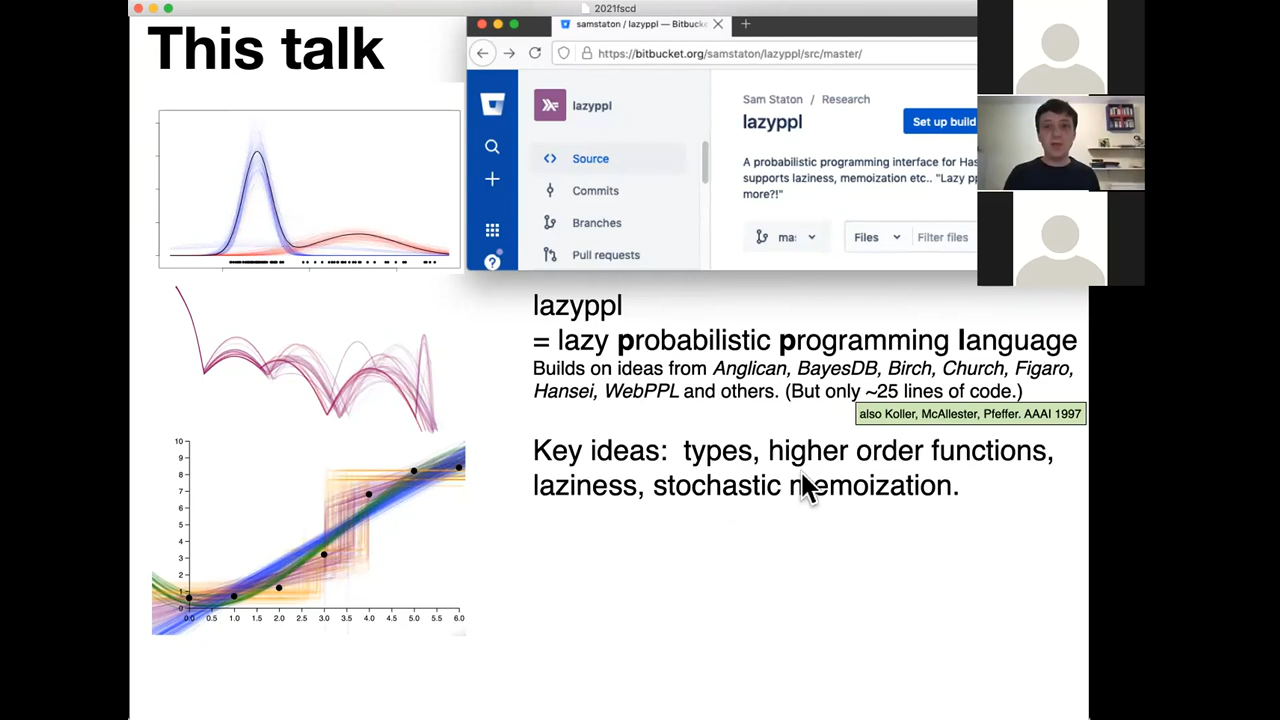 2021fscd
This talk
samstaton / lazyppl — Bitbucke
https://bitbucket.org/samstaton/lazyppl/src/master/
lazyppl
Source
Commits
Branches
Pull requests
Sam Staton / Research
lazyppl
Set up build
A probabilistic programming interface for Has
supports laziness, memoization etc.. "Lazy pp
more?!"
ma:
Files
Filter files
lazyppl
= lazy probabilistic programming language
Builds on ideas from Anglican, BayesDB, Birch, Church, Figaro,
Hansei, WebPPL and others. (But only ~25 lines of code.)
also Koller, McAllester, Pfeffer. AAAI 1997
Key ideas: types, higher order functions,
laziness, stochastic memoization.
10
9
8
7
6
5
4
3
2
1
0
0.0 0.5 1.0 1.5 2.0 2.5 3.0 3.5 4.0 4.5 5.0 5.5 6.0